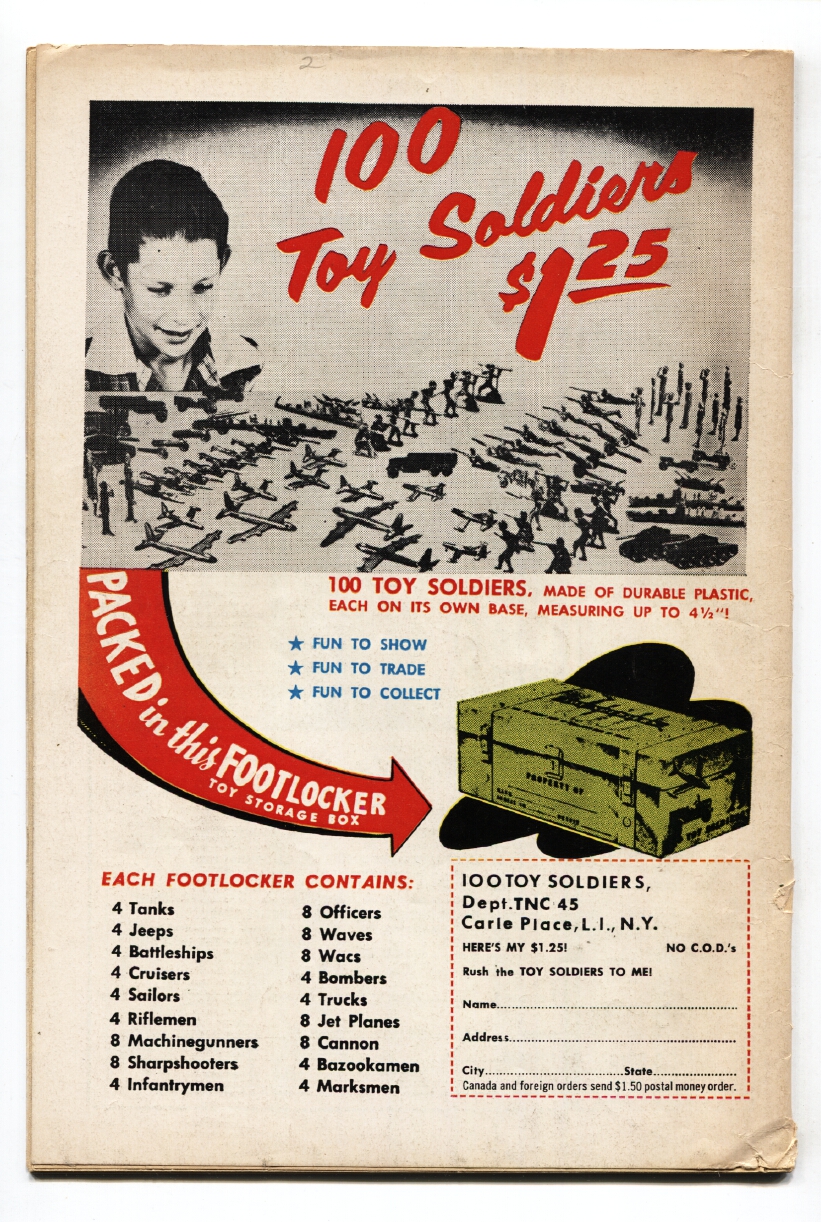 2
100
Toy Soldiers
$1.25
100 TOY SOLDIERS, MADE OF DURABLE PLASTIC,
EACH ON ITS OWN BASE, MEASURING UP TO 4½"!
★ FUN TO SHOW
★ FUN TO TRADE
★ FUN TO COLLECT
PACKED in this FOOTLOCKER
TOY STORAGE BOX
PROPERTY OF
TOY SOLDIERS
EACH FOOTLOCKER CONTAINS:
4 Tanks
4 Jeeps
4 Battleships
4 Cruisers
4 Sailors
4 Riflemen
8 Machinegunners
8 Sharpshooters
4 Infantrymen
8 Officers
8 Waves
8 Wacs
4 Bombers
4 Trucks
8 Jet Planes
8 Cannon
4 Bazookamen
4 Marksmen
100 TOY SOLDIERS,
Dept.TNC 45
Carle Place, L.I., N.Y.
HERE'S MY $1.25! NO C.O.D.'s
Rush the TOY SOLDIERS TO ME!
Name
Address
City State
Canada and foreign orders send $1.50 postal money order.